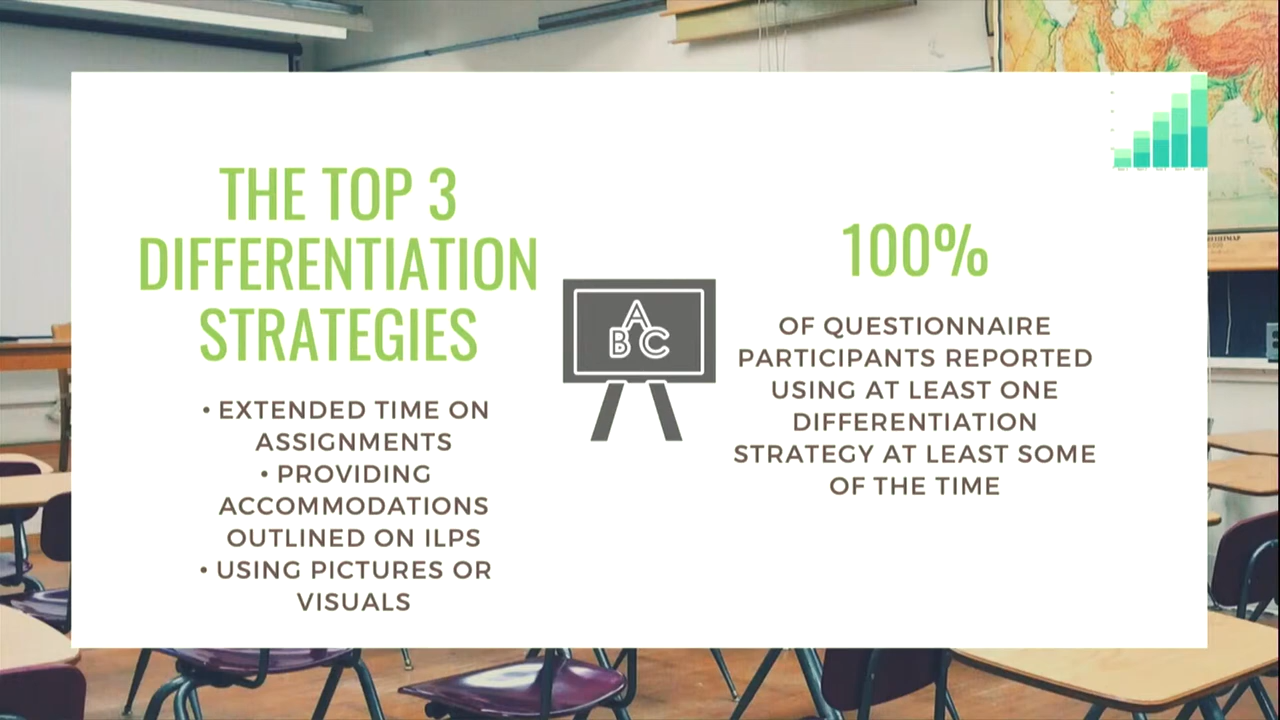 THE TOP 3
DIFFERENTIATION
STRATEGIES
• EXTENDED TIME ON
ASSIGNMENTS
• PROVIDING
ACCOMMODATIONS
OUTLINED ON ILPS
• USING PICTURES OR
VISUALS
A
B C
100%
OF QUESTIONNAIRE
PARTICIPANTS REPORTED
USING AT LEAST ONE
DIFFERENTIATION
STRATEGY AT LEAST SOME
OF THE TIME